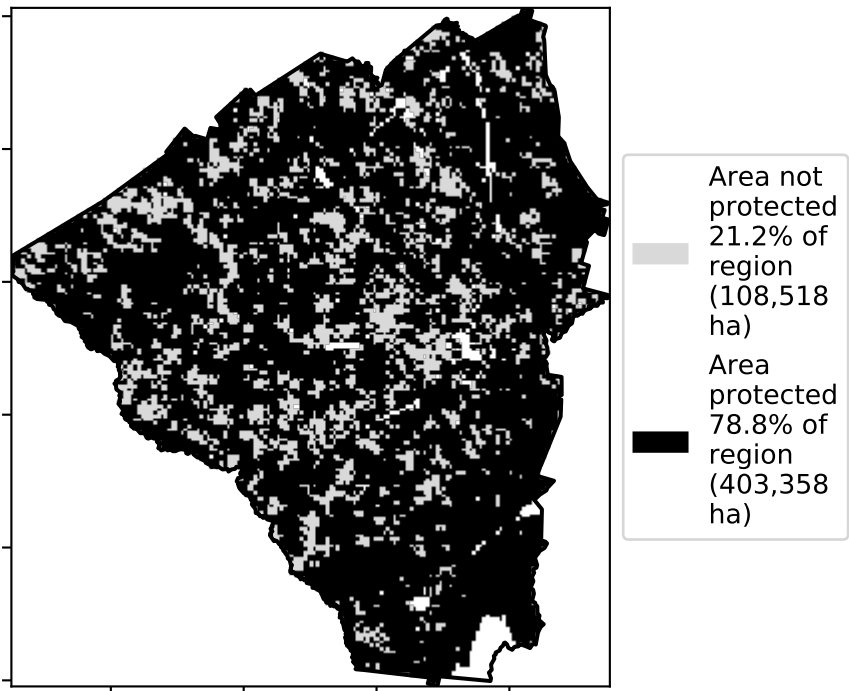 Area not
protected
21.2% of
region
(108,518
ha)
Area
protected
78.8% of
region
(403,358
ha)